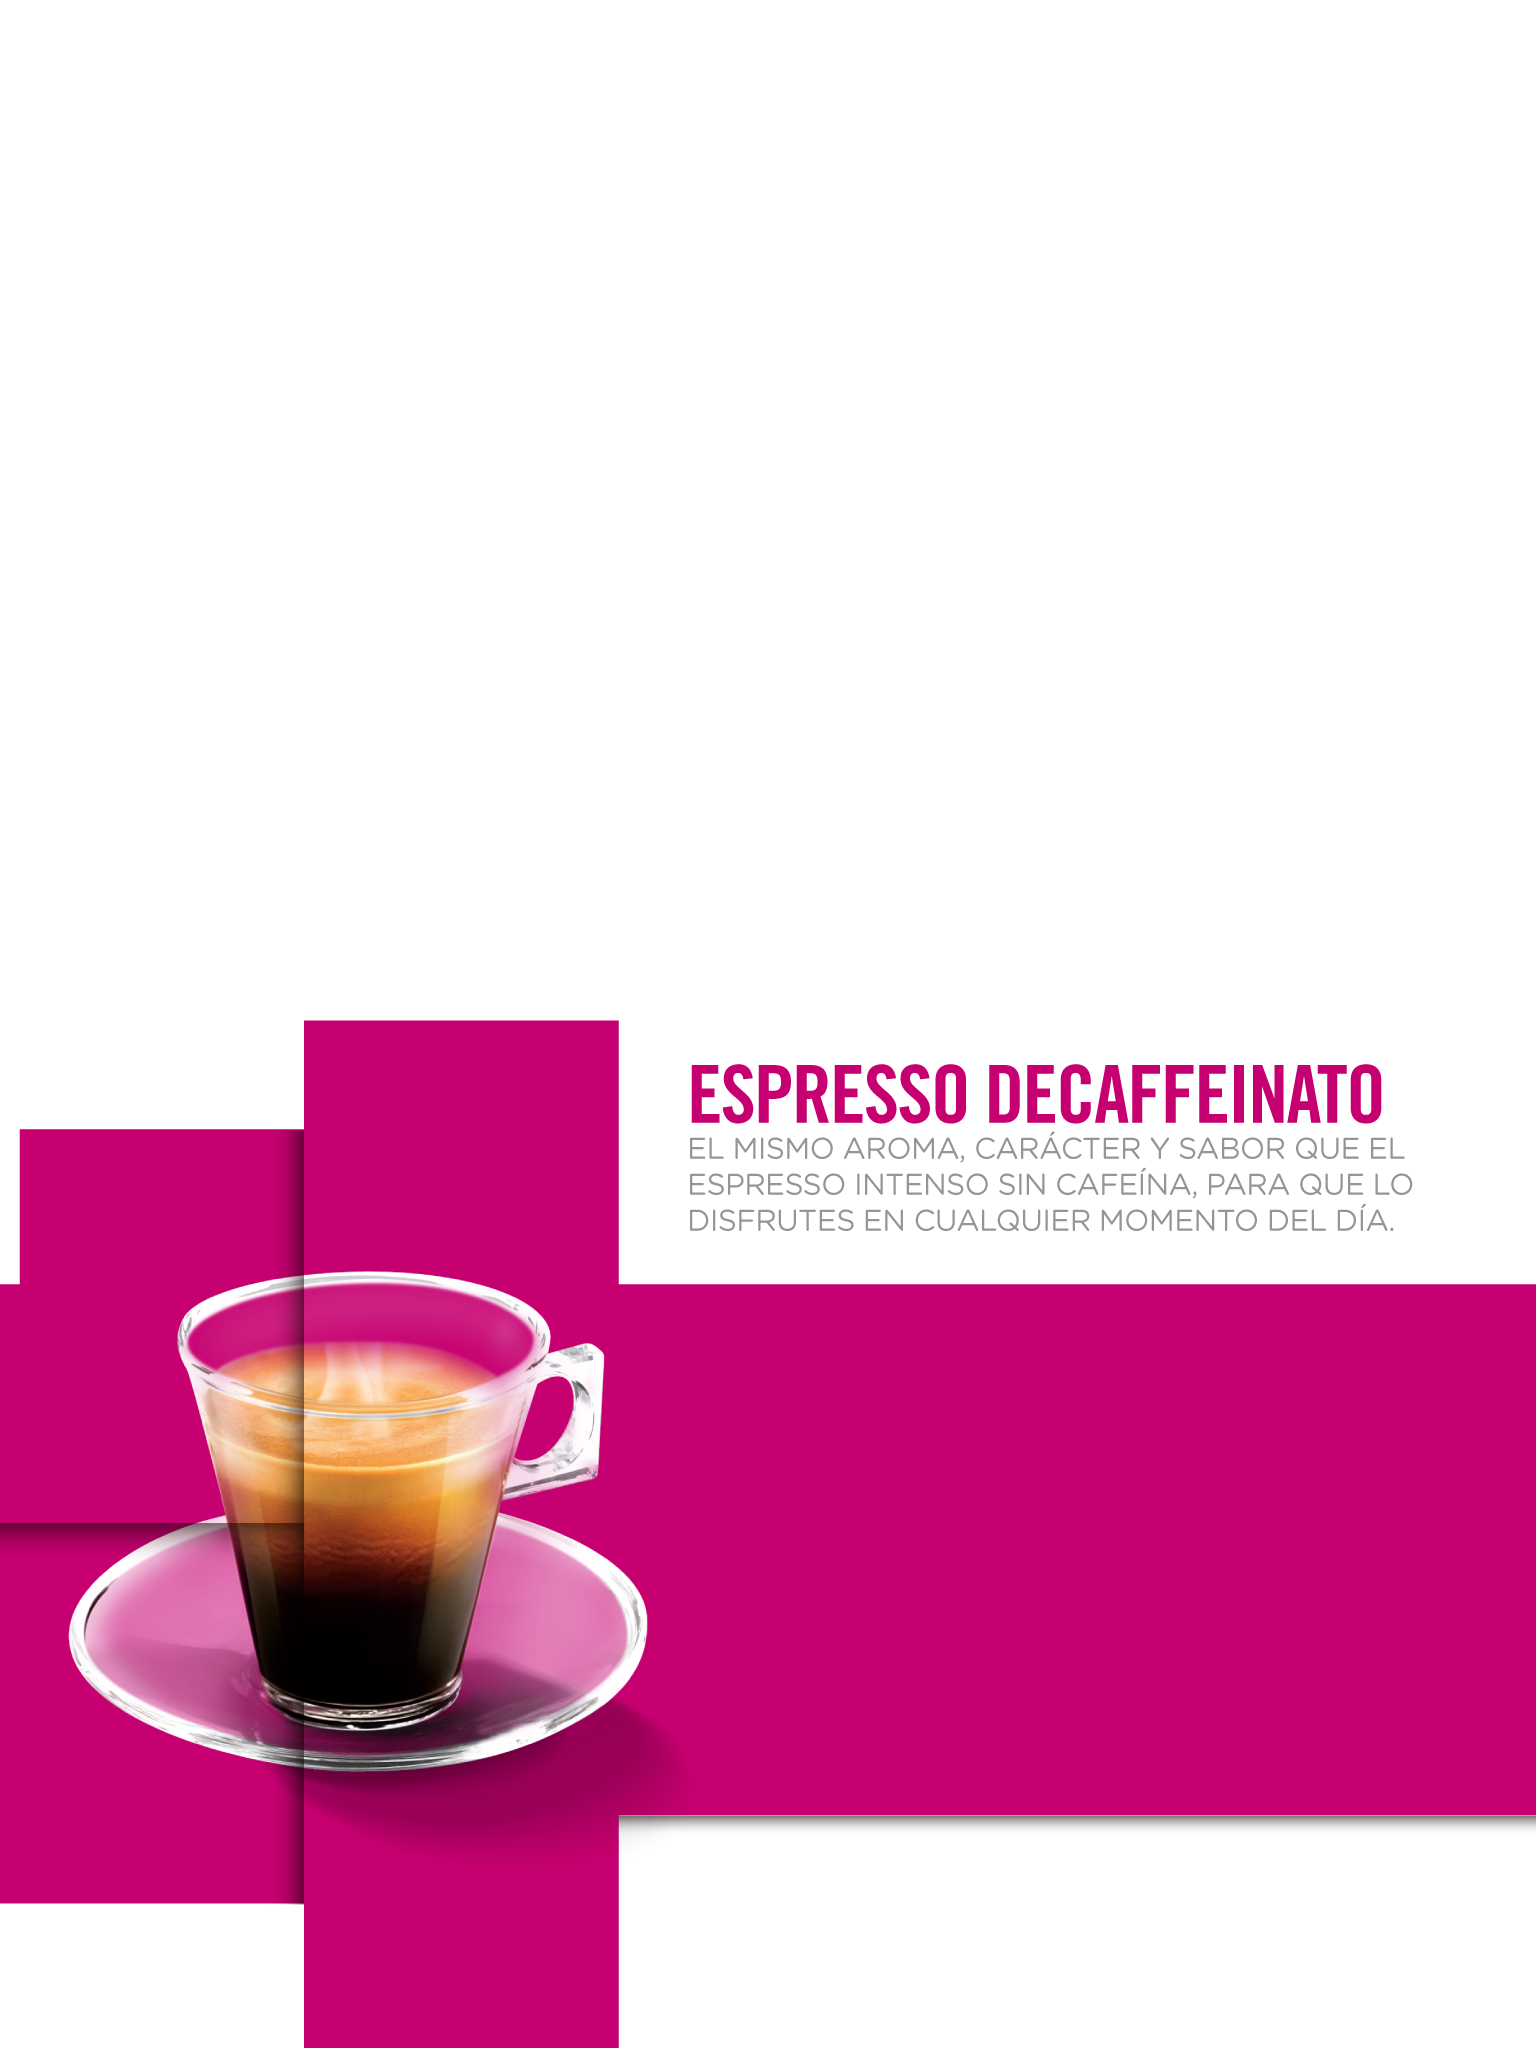 ESPRESSO DECAFFEINATO
EL MISMO AROMA, CARÁCTER Y SABOR QUE EL
ESPRESSO INTENSO SIN CAFEÍNA, PARA QUE LO
DISFRUTES EN CUALQUIER MOMENTO DEL DÍA.